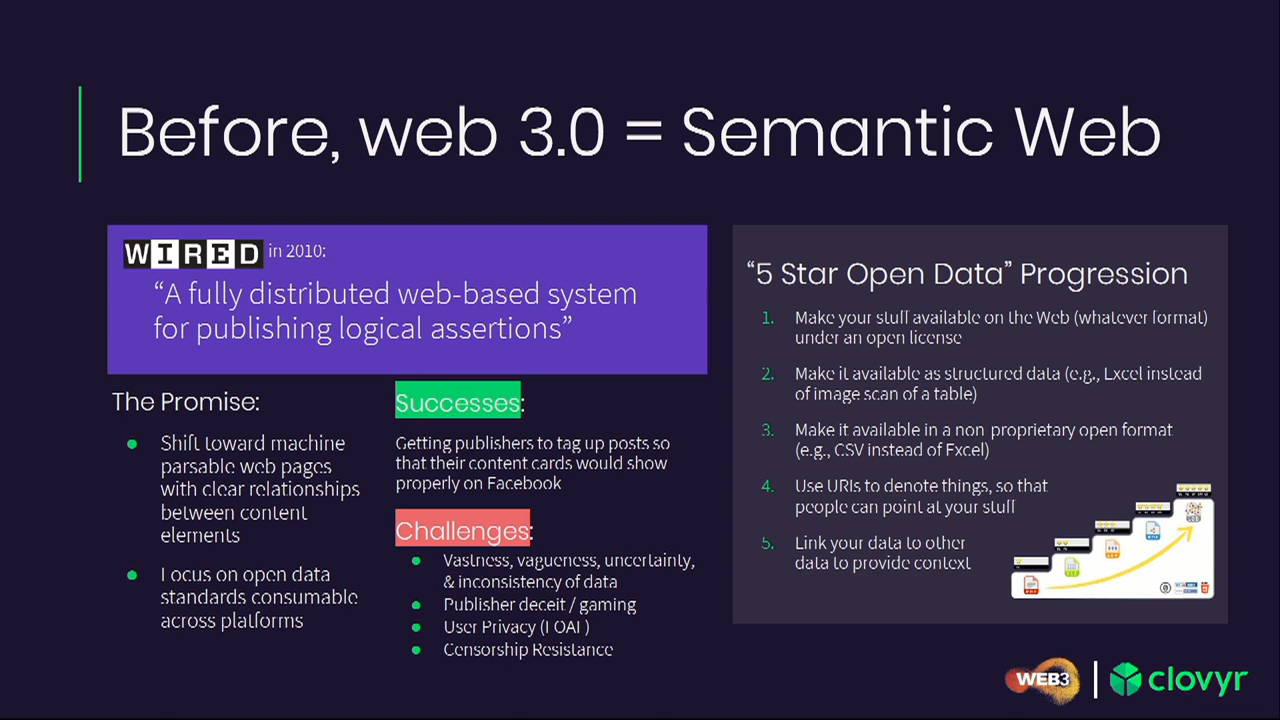 Before, web 3.0 = Semantic Web
WIRED in 2010:
“A fully distributed web-based system
for publishing logical assertions”
The Promise:
Shift toward machine
parsable web pages
with clear relationships
between content
elements
Focus on open data
standards consumable
across platforms
Successes:
Getting publishers to tag up posts so
that their content cards would show
properly on Facebook
Challenges:
Vastness, vagueness, uncertainty,
& inconsistency of data
Publisher deceit / gaming
User Privacy (FOAF)
Censorship Resistance
“5 Star Open Data” Progression
1. Make your stuff available on the Web (whatever format)
under an open license
2. Make it available as structured data (e.g., Excel instead
of image scan of a table)
3. Make it available in a non-proprietary open format
(e.g., CSV instead of Excel)
4. Use URIs to denote things, so that
people can point at your stuff
5. Link your data to other
data to provide context
WEB3
clovyr